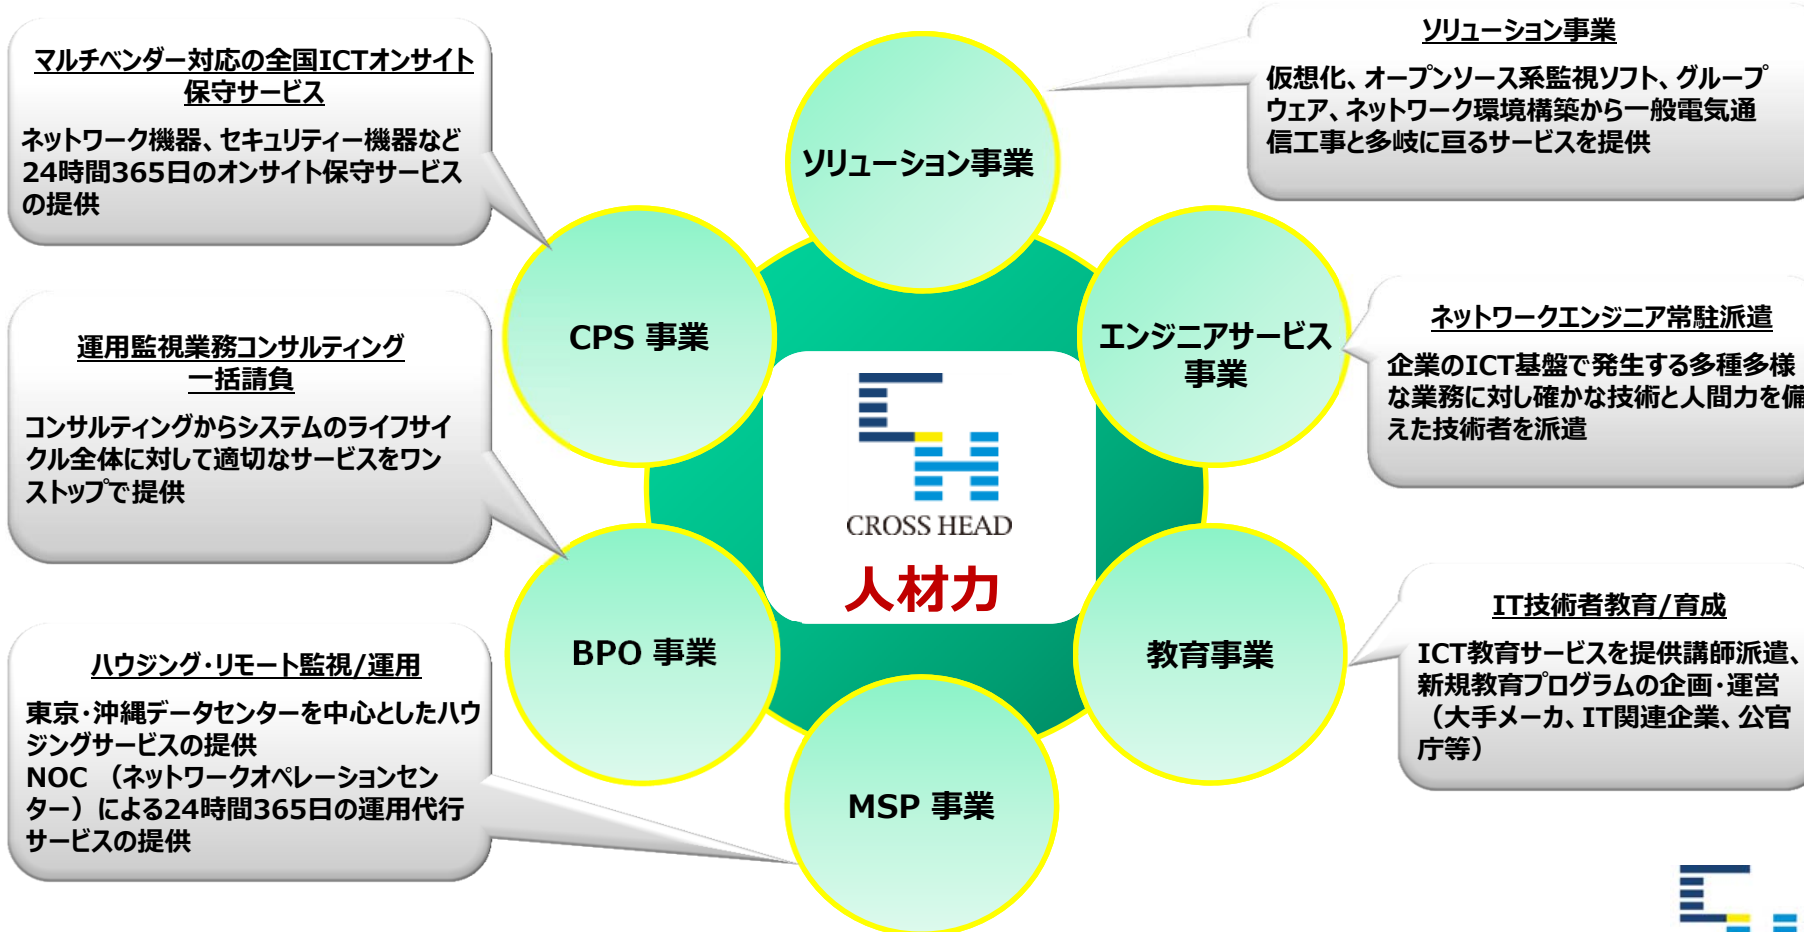 マルチベンダー対応の全国ICTオンサイト
保守サービス
ネットワーク機器、セキュリティー機器など
24時間365日のオンサイト保守サービス
の提供
運用監視業務コンサルティング
一括請負
コンサルティングからシステムのライフサイ
クル全体に対して適切なサービスをワン
ストップで提供
ハウジング・リモート監視/運用
東京・沖縄データセンターを中心としたハウ
ジングサービスの提供
NOC （ネットワークオペレーションセン
ター）による24時間365日の運用代行
サービスの提供
ソリューション事業
CPS 事業
エンジニアサービス
事業
CROSS HEAD
人材力
BPO 事業
教育事業
MSP 事業
ソリューション事業
仮想化、オープンソース系監視ソフト、グループ
ウェア、ネットワーク環境構築から一般電気通
信工事と多岐に亘るサービスを提供
ネットワークエンジニア常駐派遣
企業のICT基盤で発生する多種多様
な業務に対し確かな技術と人間力を備
えた技術者を派遣
IT技術者教育/育成
ICT教育サービスを提供講師派遣、
新規教育プログラムの企画・運営
（大手メーカ、IT関連企業、公官
庁等）